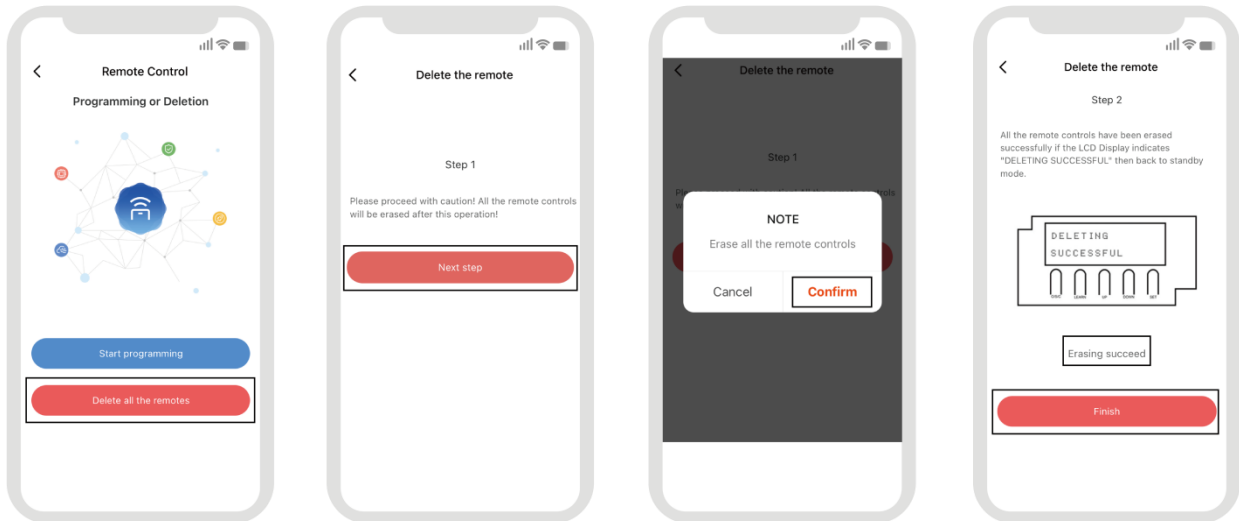 Remote Control
Programming or Deletion
Start programming
Delete all the remotes
Delete the remote
Step 1
Please proceed with caution! All the remote controls
will be erased after this operation!
Next step
Delete the remote
Step 1
NOTE
Erase all the remote controls
Cancel
Confirm
Delete the remote
Step 2
All the remote controls have been erased
successfully if the LCD Display indicates
"DELETING SUCCESSFUL" then back to standby
mode.
DELETING
SUCCESSFUL
LEARN UP DOWN SET
Erasing succeed
Finish